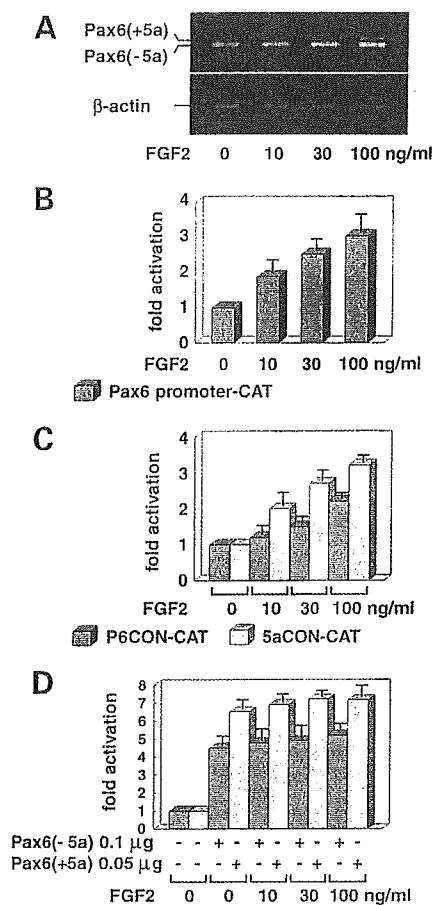 A
Pax6(+5a)
Pax6(-5a)
β-actin
FGF2 0 10 30 100 ng/ml
B
fold activation
4
3
2
1
0
FGF2 0 10 30 100 ng/ml
Pax6 promoter-CAT
C
fold activation
4
3
2
1
0
FGF2 0 10 30 100 ng/ml
P6CON-CAT 5aCON-CAT
D
fold activation
8
7
6
5
4
3
2
1
0
Pax6(- 5a) 0.1 μg - - + - + - + - + -
Pax6(+5a) 0.05 μg - - - + - + - + - +
FGF2 0 0 10 30 100 ng/ml